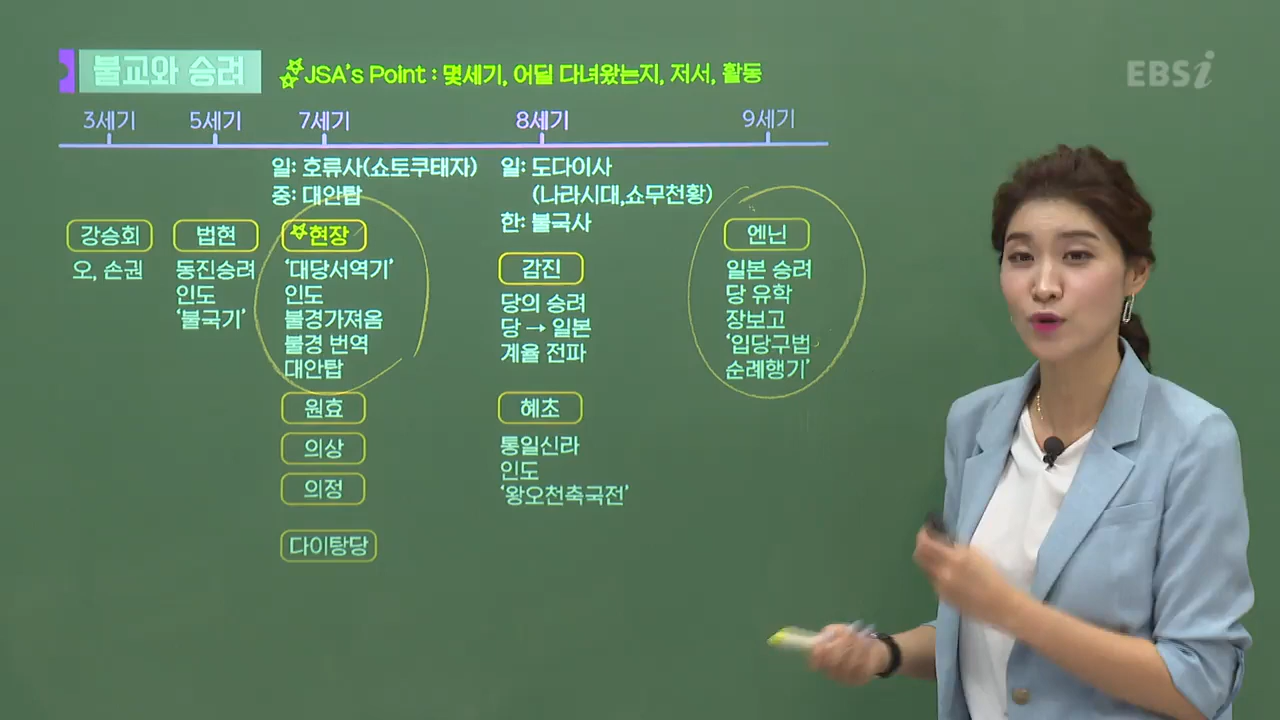 불교와 승려
JSA's Point : 몇세기, 어딜 다녀왔는지, 저서, 활동
EBSi
3세기 5세기 7세기 8세기 9세기
일: 호류사(쇼토쿠태자)
중: 대안탑
일: 도다이사
(나라시대,쇼무천황)
한: 불국사
강승회
오, 손권
법현
동진승려
인도
'불국기'
현장
'대당서역기'
인도
불경가져옴
불경 번역
대안탑
원효
의상
의정
다이탕당
감진
당의 승려
당 → 일본
계율 전파
혜초
통일신라
인도
'왕오천축국전'
엔닌
일본 승려
당 유학
장보고
'입당구법
순례행기'